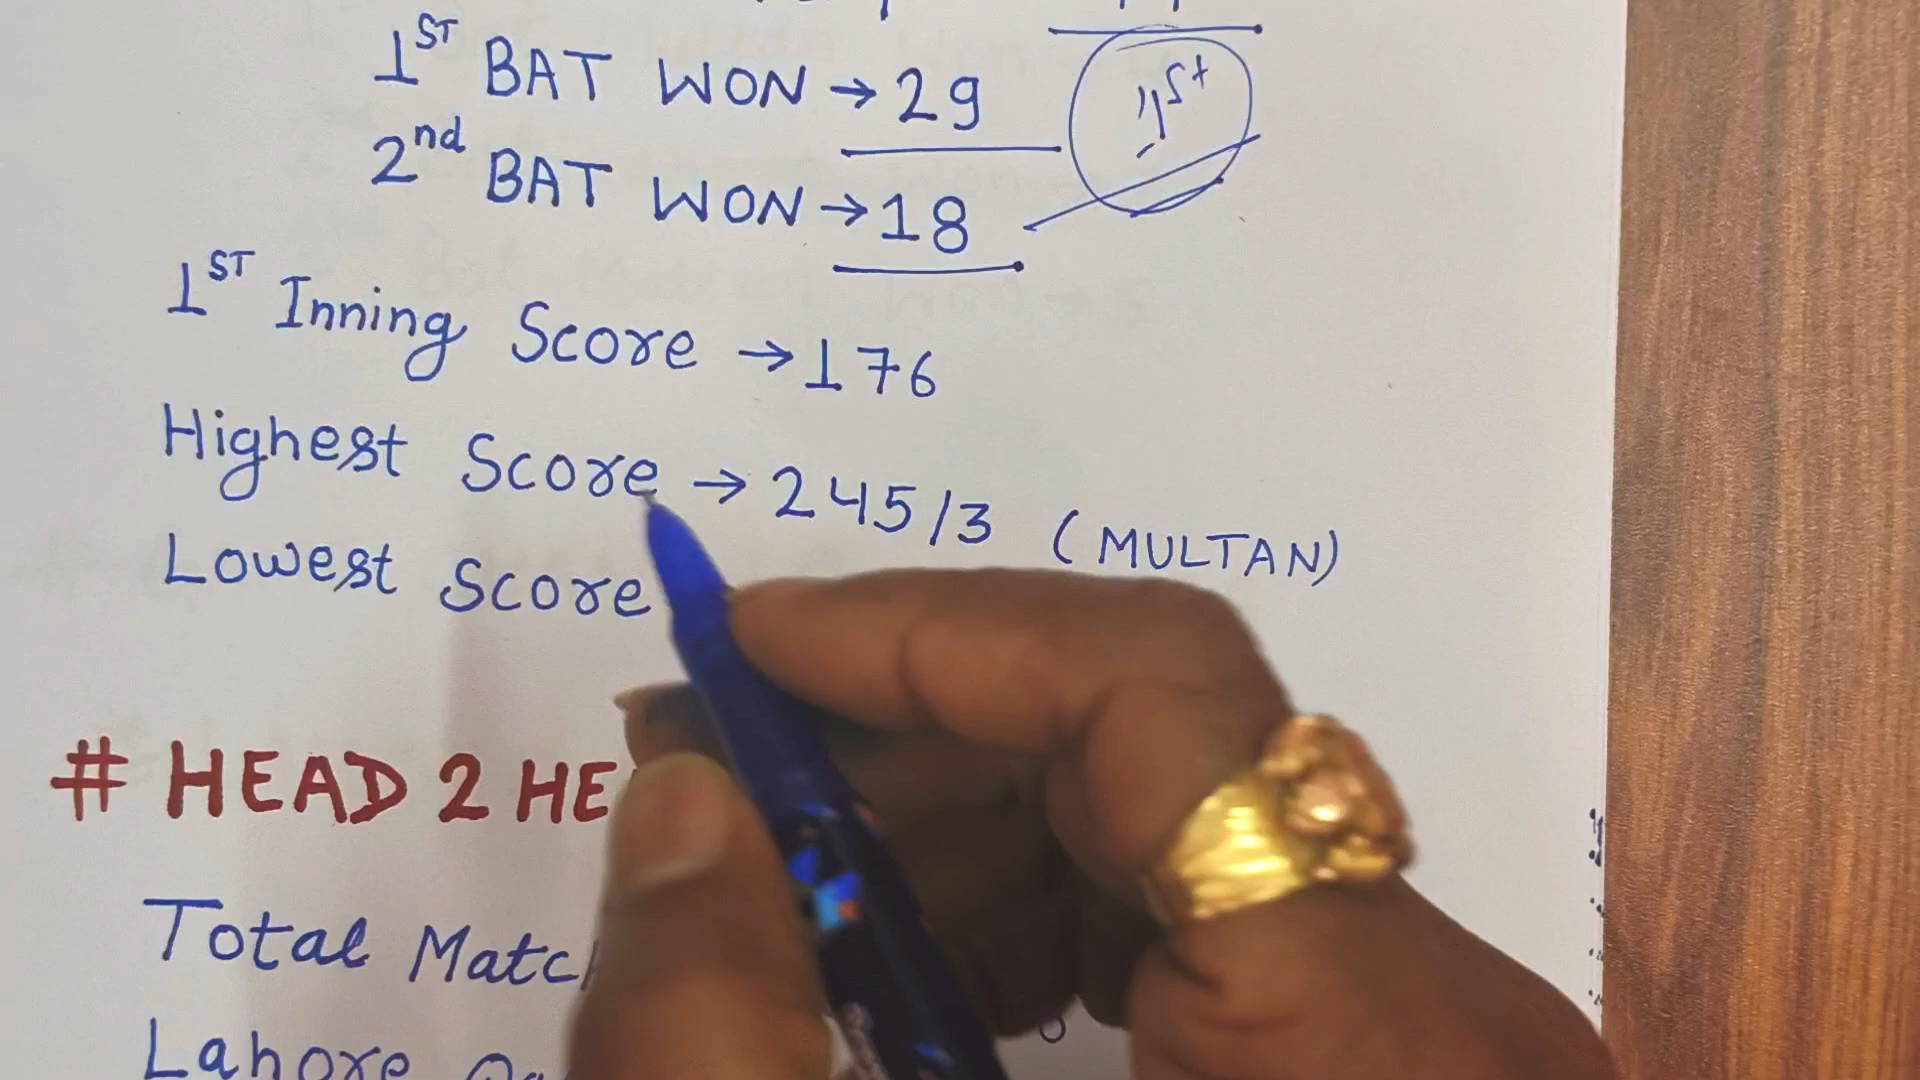 1ST BAT WON → 29
1st
2nd BAT WON → 18
1ST Inning Score → 176
Highest Score → 245/3 (MULTAN)
Lowest Score
# HEAD 2 HE
Total Matc
Lahore